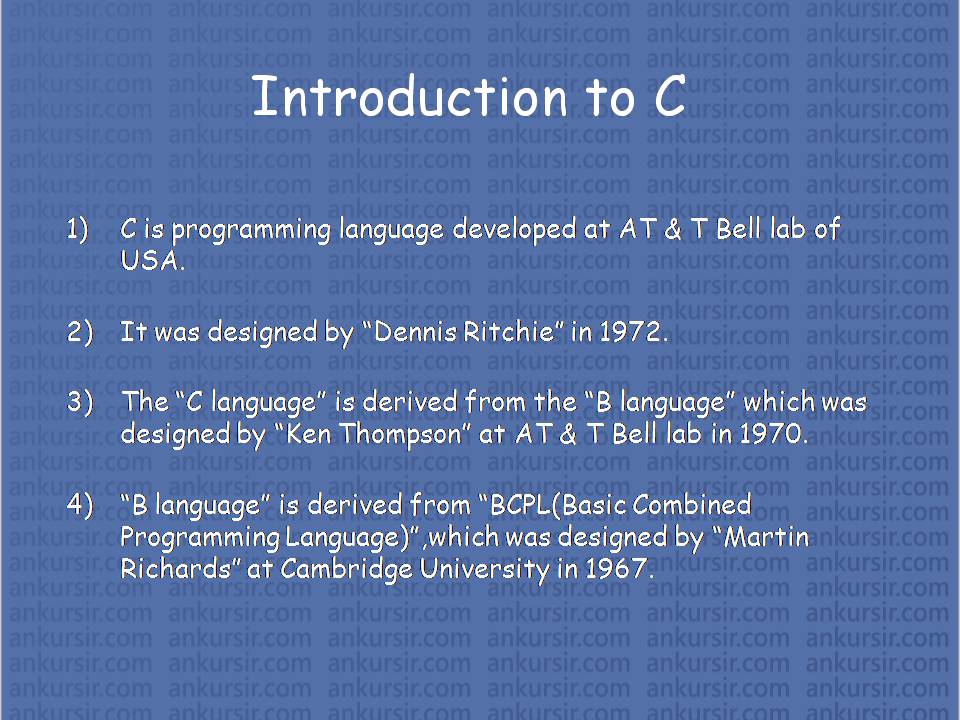 Introduction to C
1) C is programming language developed at AT & T Bell lab of
USA.
2) It was designed by “Dennis Ritchie” in 1972.
3) The “C language” is derived from the “B language” which was
designed by “Ken Thompson” at AT & T Bell lab in 1970.
4) “B language” is derived from “BCPL(Basic Combined
Programming Language)”,which was designed by “Martin
Richards” at Cambridge University in 1967.
ankursir.com